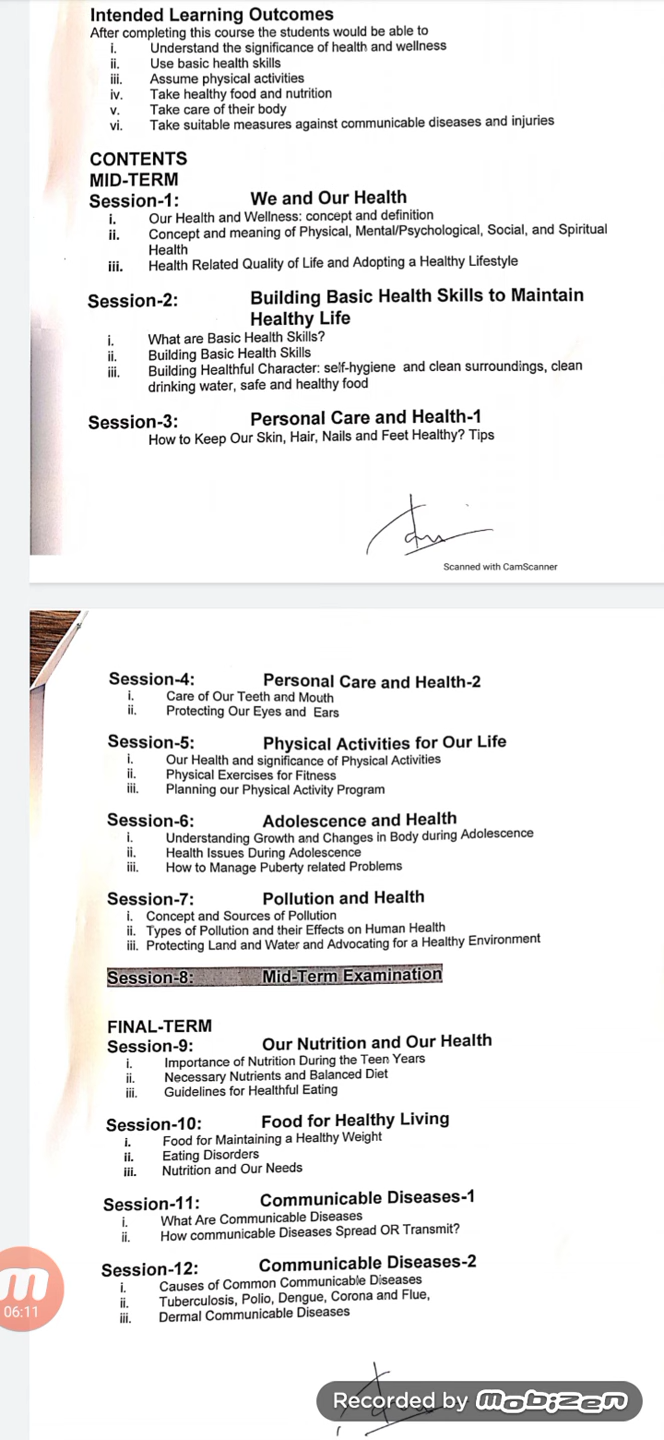 Intended Learning Outcomes
After completing this course the students would be able to
i. Understand the significance of health and wellness
ii. Use basic health skills
iii. Assume physical activities
iv. Take healthy food and nutrition
v. Take care of their body
vi. Take suitable measures against communicable diseases and injuries
CONTENTS
MID-TERM
Session-1: We and Our Health
i. Our Health and Wellness: concept and definition
ii. Concept and meaning of Physical, Mental/Psychological, Social, and Spiritual
Health
iii. Health Related Quality of Life and Adopting a Healthy Lifestyle
Session-2: Building Basic Health Skills to Maintain
Healthy Life
i. What are Basic Health Skills?
ii. Building Basic Health Skills
iii. Building Healthful Character: self-hygiene and clean surroundings, clean
drinking water, safe and healthy food
Session-3: Personal Care and Health-1
How to Keep Our Skin, Hair, Nails and Feet Healthy? Tips
Scanned with CamScanner
Session-4: Personal Care and Health-2
i. Care of Our Teeth and Mouth
ii. Protecting Our Eyes and Ears
Session-5: Physical Activities for Our Life
i. Our Health and significance of Physical Activities
ii. Physical Exercises for Fitness
iii. Planning our Physical Activity Program
Session-6: Adolescence and Health
i. Understanding Growth and Changes in Body during Adolescence
ii. Health Issues During Adolescence
iii. How to Manage Puberty related Problems
Session-7: Pollution and Health
i. Concept and Sources of Pollution
ii. Types of Pollution and their Effects on Human Health
iii. Protecting Land and Water and Advocating for a Healthy Environment
Session-8: Mid-Term Examination
FINAL-TERM
Session-9: Our Nutrition and Our Health
i. Importance of Nutrition During the Teen Years
ii. Necessary Nutrients and Balanced Diet
iii. Guidelines for Healthful Eating
Session-10: Food for Healthy Living
i. Food for Maintaining a Healthy Weight
ii. Eating Disorders
iii. Nutrition and Our Needs
Session-11: Communicable Diseases-1
i. What Are Communicable Diseases
ii. How communicable Diseases Spread OR Transmit?
Session-12: Communicable Diseases-2
i. Causes of Common Communicable Diseases
ii. Tuberculosis, Polio, Dengue, Corona and Flue,
iii. Dermal Communicable Diseases
06:11
Recorded by mobizen